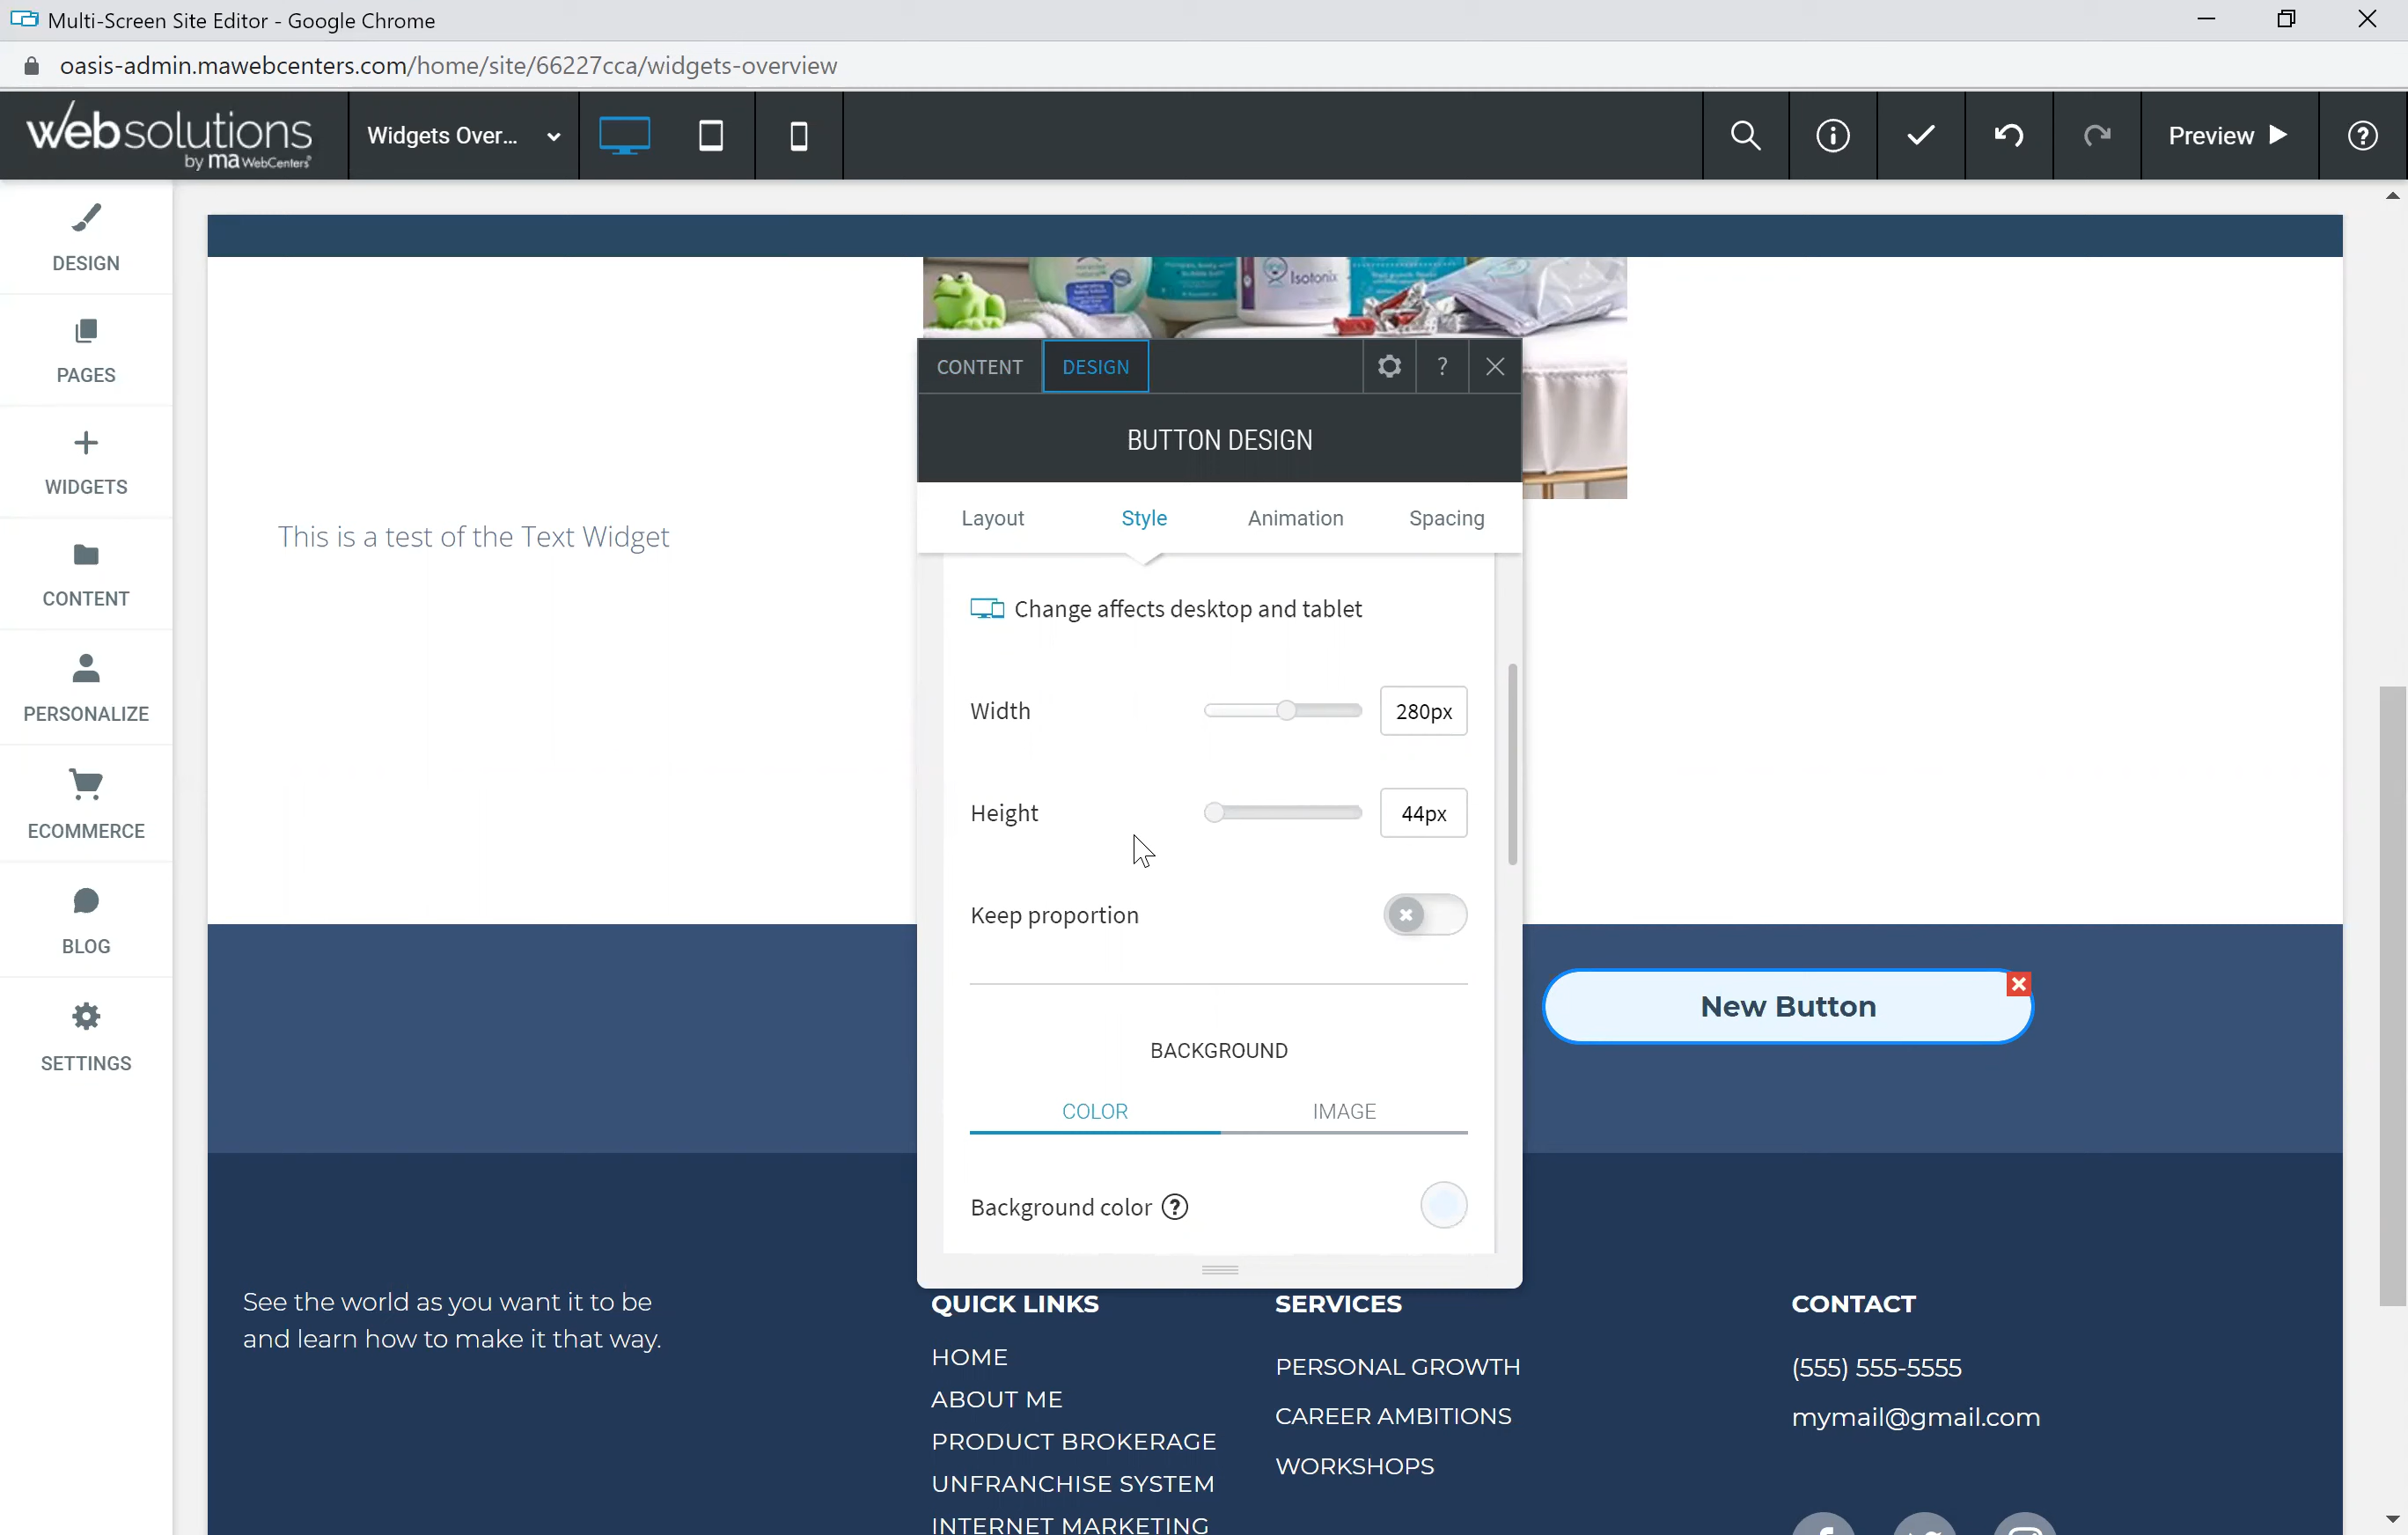 Multi-Screen Site Editor - Google Chrome
oasis-admin.mawebcenters.com/home/site/66227cca/widgets-overview
websolutions
by ma WebCenters
Widgets Over...
Preview
DESIGN
PAGES
WIDGETS
CONTENT
PERSONALIZE
ECOMMERCE
BLOG
SETTINGS
Isotonix
This is a test of the Text Widget
CONTENT DESIGN ?
BUTTON DESIGN
Layout Style Animation Spacing
Change affects desktop and tablet
Width 280px
Height 44px
Keep proportion
BACKGROUND
COLOR IMAGE
Background color ?
New Button
See the world as you want it to be
and learn how to make it that way.
QUICK LINKS
HOME
ABOUT ME
PRODUCT BROKERAGE
UNFRANCHISE SYSTEM
INTERNET MARKETING
SERVICES
PERSONAL GROWTH
CAREER AMBITIONS
WORKSHOPS
CONTACT
(555) 555-5555
mymail@gmail.com